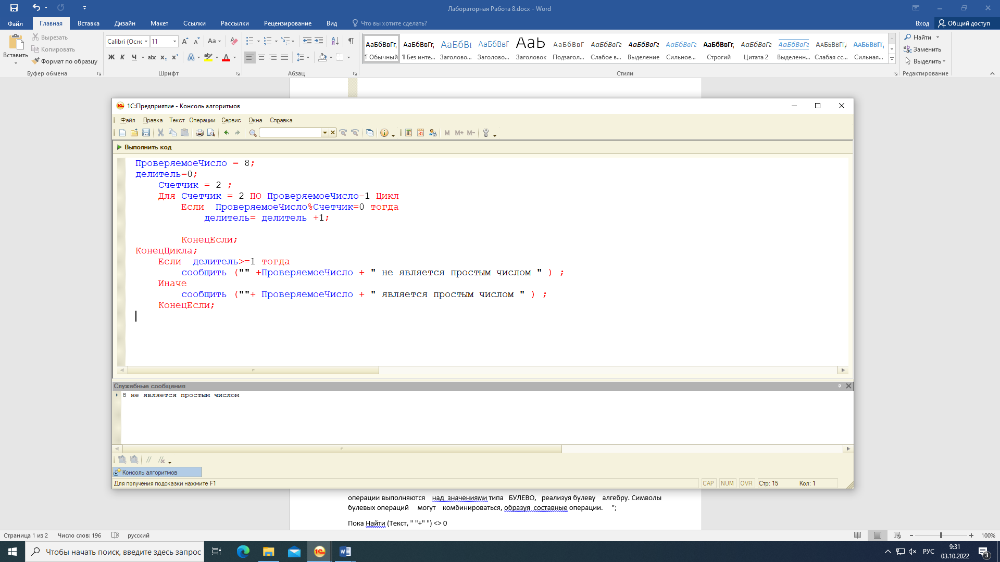 Лабораторная Работа 8.docx - Word
Файл Главная Вставка Дизайн Макет Ссылки Рассылки Рецензирование Вид Что вы хотите сделать? Вход Общий доступ
Вставить
Вырезать
Копировать
Формат по образцу
Буфер обмена
Calibri (Оснс 11
Шрифт
Абзац
АаБбВвГг, АаБбВвГг, АаБбВı АаБбВвГ АаЬ АаБбВвГ АаБбВвГг АаБбВвГг АаБбВвГг АаБбВвГг, АаБбВвГг АаБбВвГг ААББВВГГ, ААББВВГГ,
¶ Обычный ¶ Без инте... Заголово... Заголово... Заголовок Подзагол... Слабое в... Выделение Сильное... Строгий Цитата 2 Выделенн... Слабая сс... Сильная...
Стили
Найти
Заменить
Выделить
Редактирование
1С:Предприятие - Консоль алгоритмов
Файл Правка Текст Операции Сервис Окна Справка
M M+ M-
Выполнить код
ПроверяемоеЧисло = 8;
делитель=0;
Счетчик = 2 ;
Для Счетчик = 2 ПО ПроверяемоеЧисло-1 Цикл
Если ПроверяемоеЧисло%Счетчик=0 тогда
делитель= делитель +1;
КонецЕсли;
КонецЦикла;
Если делитель>=1 тогда
сообщить ("" +ПроверяемоеЧисло + " не является простым числом " ) ;
Иначе
сообщить (""+ ПроверяемоеЧисло + " является простым числом " ) ;
КонецЕсли;
Служебные сообщения
8 не является простым числом
Консоль алгоритмов
Для получения подсказки нажмите F1 CAP NUM OVR Стр: 15 Кол: 1
операции выполняются над значениями типа БУЛЕВО, реализуя булеву алгебру. Символы
булевых операций могут комбинироваться, образуя составные операции. ";
Пока Найти (Текст, " "+" ") <> 0
Страница 1 из 2 Число слов: 196 русский 100%
Чтобы начать поиск, введите здесь запрос
РУС
9:31
03.10.2022
3